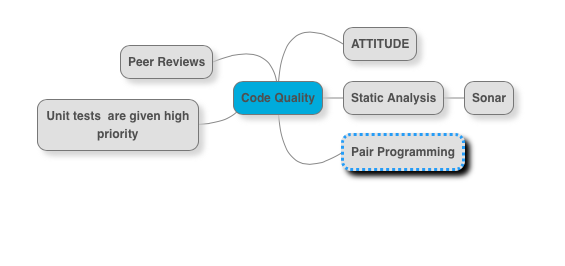 ATTITUDE
Peer Reviews
Code Quality
Static Analysis
Sonar
Unit tests  are given high
priority
Pair Programming